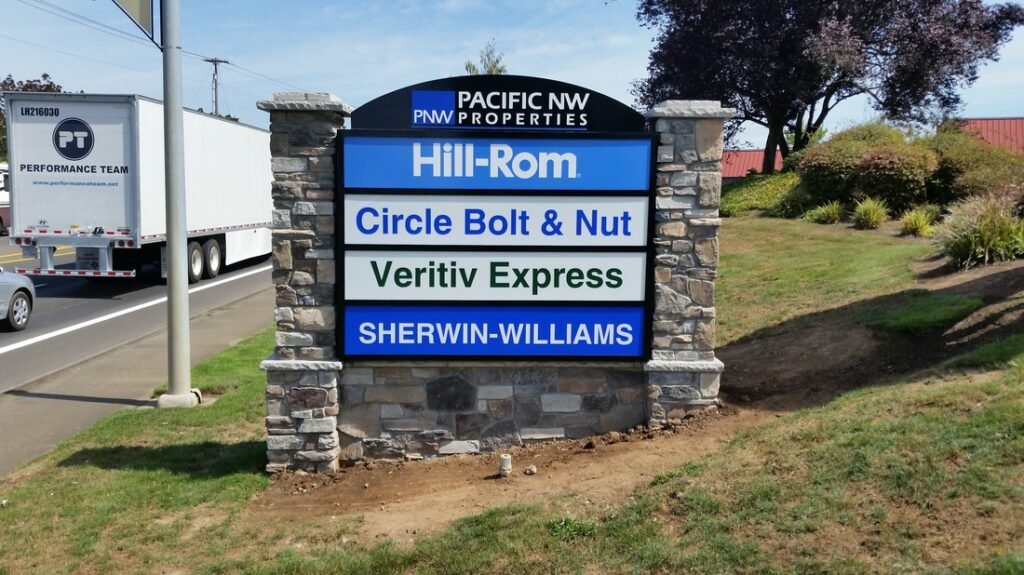 LH216030
PT
PERFORMANCE TEAM
www.performanceteam.net
PNW PACIFIC NW
PROPERTIES
Hill-Rom
Circle Bolt & Nut
Veritiv Express
SHERWIN-WILLIAMS